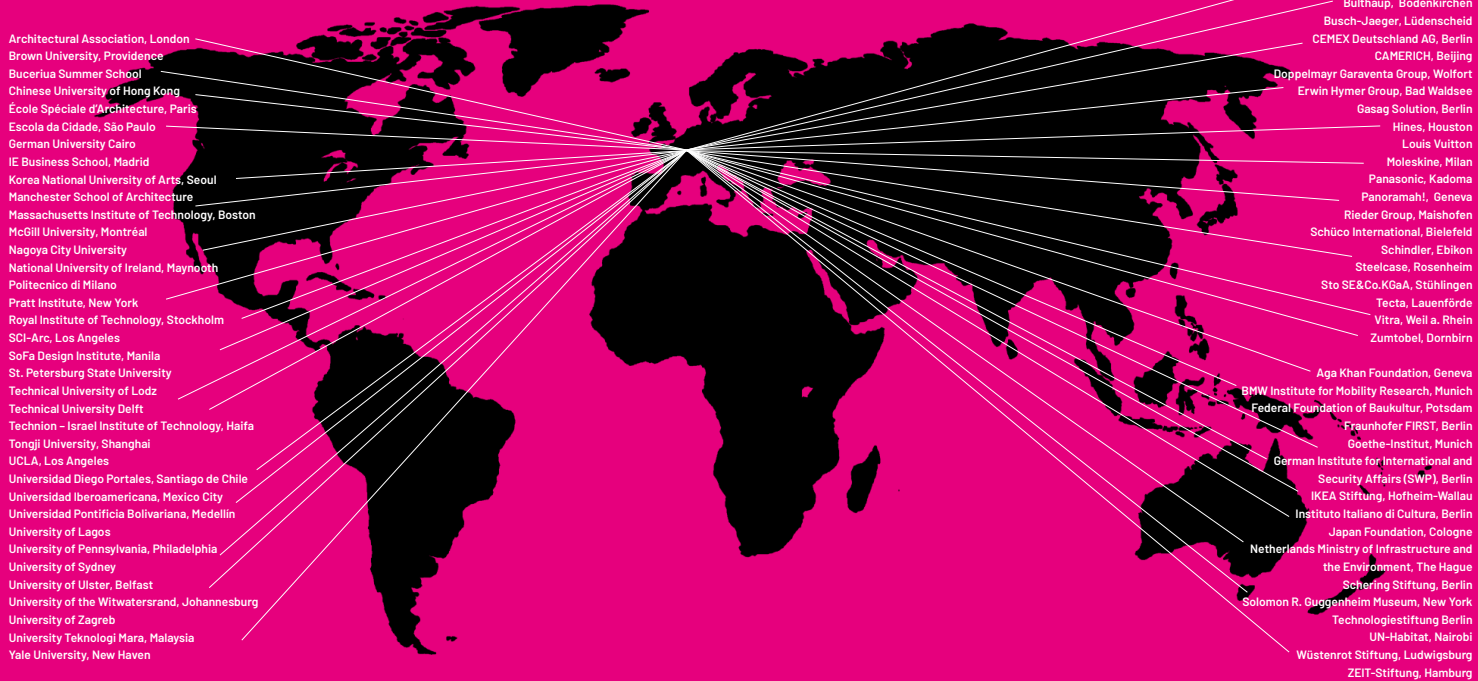 Architectural Association, London
Brown University, Providence
Buceriua Summer School
Chinese University of Hong Kong
École Spéciale d'Architecture, Paris
Escola da Cidade, São Paulo
German University Cairo
IE Business School, Madrid
Korea National University of Arts, Seoul
Manchester School of Architecture
Massachusetts Institute of Technology, Boston
McGill University, Montréal
Nagoya City University
National University of Ireland, Maynooth
Politecnico di Milano
Pratt Institute, New York
Royal Institute of Technology, Stockholm
SCI-Arc, Los Angeles
SoFa Design Institute, Manila
St. Petersburg State University
Technical University of Lodz
Technical University Delft
Technion – Israel Institute of Technology, Haifa
Tongji University, Shanghai
UCLA, Los Angeles
Universidad Diego Portales, Santiago de Chile
Universidad Iberoamericana, Mexico City
Universidad Pontificia Bolivariana, Medellín
University of Lagos
University of Pennsylvania, Philadelphia
University of Sydney
University of Ulster, Belfast
University of the Witwatersrand, Johannesburg
University of Zagreb
University Teknologi Mara, Malaysia
Yale University, New Haven
Bulthaup, Bodenkirchen
Busch-Jaeger, Lüdenscheid
CEMEX Deutschland AG, Berlin
CAMERICH, Beijing
Doppelmayr Garaventa Group, Wolfort
Erwin Hymer Group, Bad Waldsee
Gasag Solution, Berlin
Hines, Houston
Louis Vuitton
Moleskine, Milan
Panasonic, Kadoma
Panoramah!, Geneva
Rieder Group, Maishofen
Schüco International, Bielefeld
Schindler, Ebikon
Steelcase, Rosenheim
Sto SE&Co.KGaA, Stühlingen
Tecta, Lauenförde
Vitra, Weil a. Rhein
Zumtobel, Dornbirn
Aga Khan Foundation, Geneva
BMW Institute for Mobility Research, Munich
Federal Foundation of Baukultur, Potsdam
Fraunhofer FIRST, Berlin
Goethe-Institut, Munich
German Institute for International and
Security Affairs (SWP), Berlin
IKEA Stiftung, Hofheim-Wallau
Instituto Italiano di Cultura, Berlin
Japan Foundation, Cologne
Netherlands Ministry of Infrastructure and
the Environment, The Hague
Schering Stiftung, Berlin
Solomon R. Guggenheim Museum, New York
Technologiestiftung Berlin
UN-Habitat, Nairobi
Wüstenrot Stiftung, Ludwigsburg
ZEIT-Stiftung, Hamburg